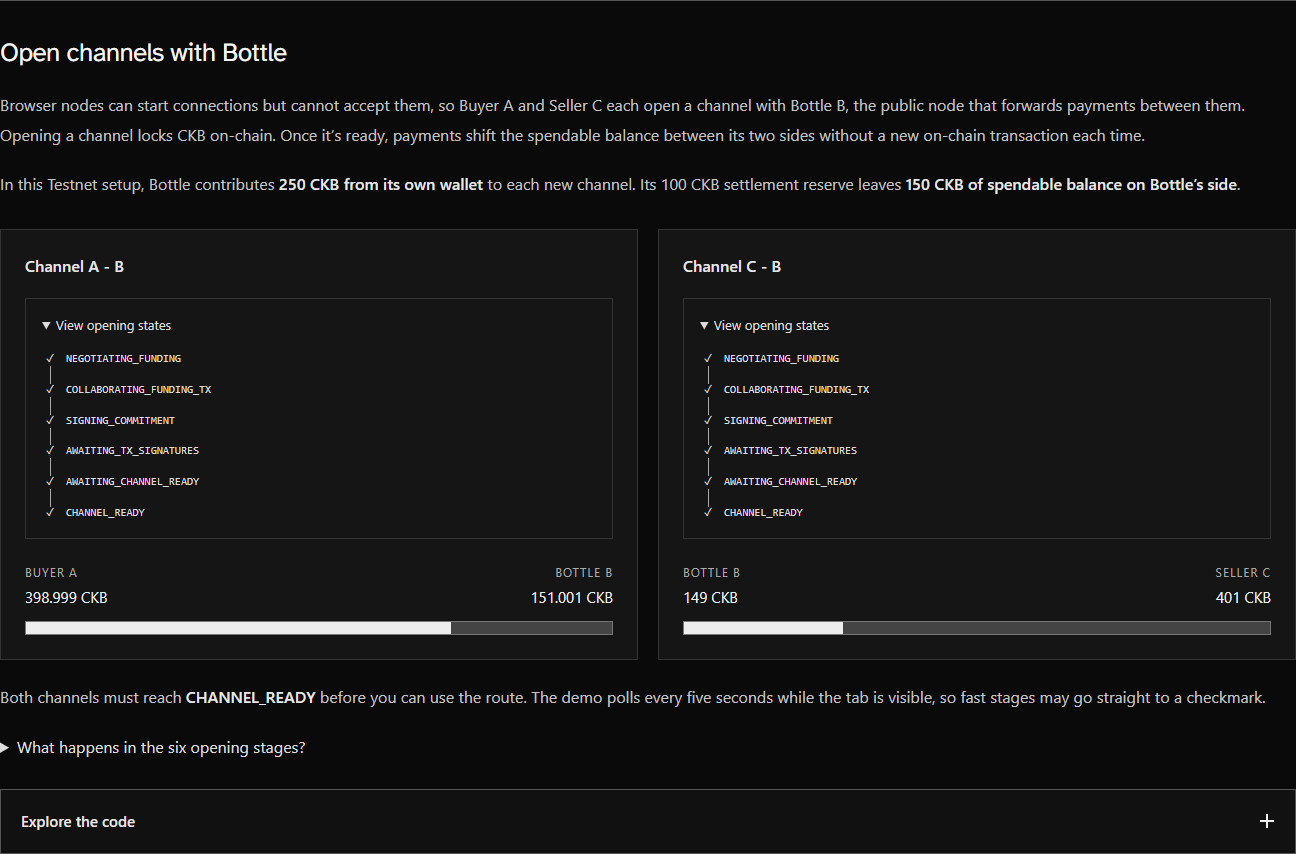 Open channels with Bottle
Browser nodes can start connections but cannot accept them, so Buyer A and Seller C each open a channel with Bottle B, the public node that forwards payments between them.
Opening a channel locks CKB on-chain. Once it’s ready, payments shift the spendable balance between its two sides without a new on-chain transaction each time.
In this Testnet setup, Bottle contributes 250 CKB from its own wallet to each new channel. Its 100 CKB settlement reserve leaves 150 CKB of spendable balance on Bottle’s side.
Channel A - B
▼ View opening states
✓ NEGOTIATING_FUNDING
✓ COLLABORATING_FUNDING_TX
✓ SIGNING_COMMITMENT
✓ AWAITING_TX_SIGNATURES
✓ AWAITING_CHANNEL_READY
✓ CHANNEL_READY
BUYER A
BOTTLE B
398.999 CKB
151.001 CKB
Channel C - B
▼ View opening states
✓ NEGOTIATING_FUNDING
✓ COLLABORATING_FUNDING_TX
✓ SIGNING_COMMITMENT
✓ AWAITING_TX_SIGNATURES
✓ AWAITING_CHANNEL_READY
✓ CHANNEL_READY
BOTTLE B
SELLER C
149 CKB
401 CKB
Both channels must reach CHANNEL_READY before you can use the route. The demo polls every five seconds while the tab is visible, so fast stages may go straight to a checkmark.
▶ What happens in the six opening stages?
Explore the code
+